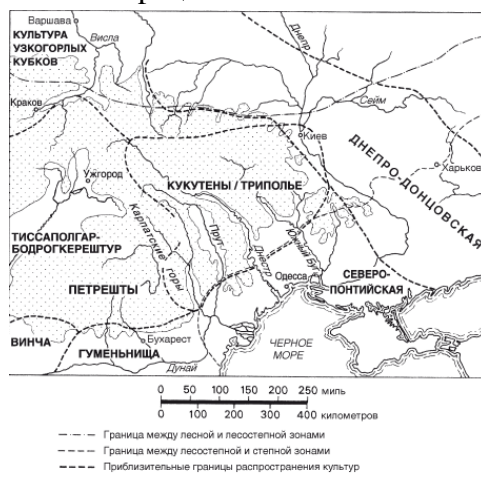 Варшава
КУЛЬТУРА
УЗКОГОРЛЫХ
КУБКОВ
Висла
Днепр
Краков
Сейм
Киев
ДНЕПРО-ДОНЦОВСКАЯ
Харьков
Ужгород
КУКУТЕНЫ / ТРИПОЛЬЕ
ТИССАПОЛГАР-
БОДРОГКЕРЕШТУР
Карпатские горы
Прут
Днестр
Южный Буг
ПЕТРЕШТЫ
Одесса
СЕВЕРО-
ПОНТИЙСКАЯ
ВИНЧА
Бухарест
ГУМЕЛЬНИЦА
Дунай
ЧЕРНОЕ
МОРЕ
0 50 100 150 200 250 миль
0 100 200 300 400 километров
Граница между лесной и лесостепной зонами
Граница между лесостепной и степной зонами
Приблизительные границы распространения культур